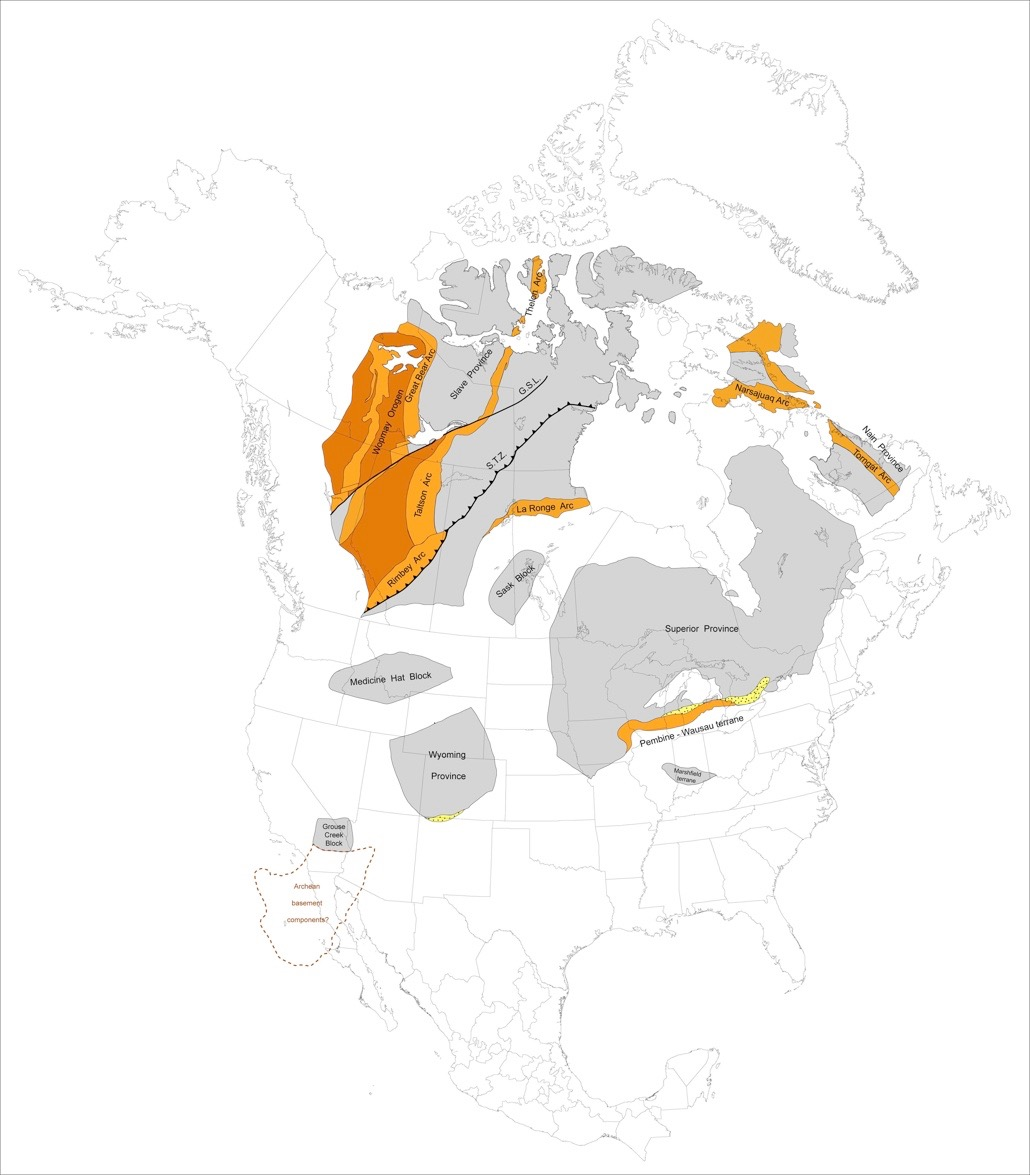 Thelon Arc
Great Bear Arc
Slave Province
Wopmay Orogen
G.S.L.
S.T.Z.
Taltson Arc
Rimbey Arc
La Ronge Arc
Narsajuaq Arc
Nain Province
Torngat Arc
Sask Block
Superior Province
Medicine Hat Block
Pembine - Wausau terrane
Wyoming
Province
Marshfield
terrane
Grouse
Creek
Block
Archean
basement
components?